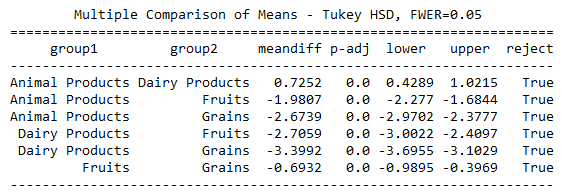 Multiple Comparison of Means - Tukey HSD, FWER=0.05
====================================================================
group1 group2 meandiff p-adj lower upper reject
--------------------------------------------------------------------
Animal Products Dairy Products 0.7252 0.0 0.4289 1.0215 True
Animal Products Fruits -1.9807 0.0 -2.277 -1.6844 True
Animal Products Grains -2.6739 0.0 -2.9702 -2.3777 True
Dairy Products Fruits -2.7059 0.0 -3.0022 -2.4097 True
Dairy Products Grains -3.3992 0.0 -3.6955 -3.1029 True
Fruits Grains -0.6932 0.0 -0.9895 -0.3969 True
--------------------------------------------------------------------